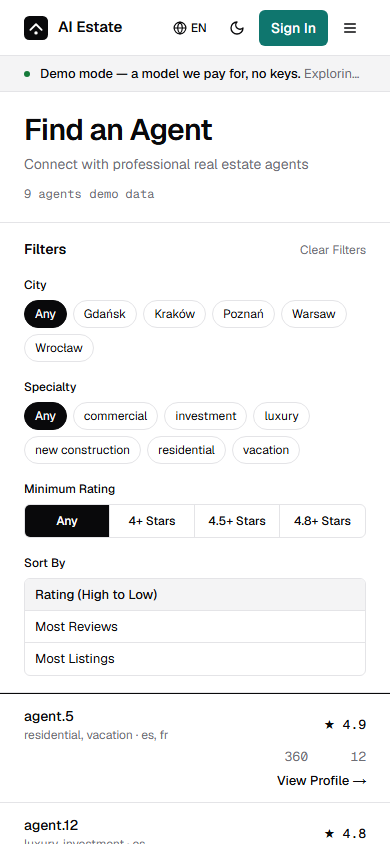 AI Estate EN Sign In
Demo mode — a model we pay for, no keys. Explorin...
Find an Agent
Connect with professional real estate agents
9 agents demo data
Filters Clear Filters
City
Any Gdańsk Kraków Poznań Warsaw
Wrocław
Specialty
Any commercial investment luxury
new construction residential vacation
Minimum Rating
Any 4+ Stars 4.5+ Stars 4.8+ Stars
Sort By
Rating (High to Low)
Most Reviews
Most Listings
agent.5 ★ 4.9
residential, vacation · es, fr
360 12
View Profile →
agent.12 ★ 4.8
luxury, investment · es